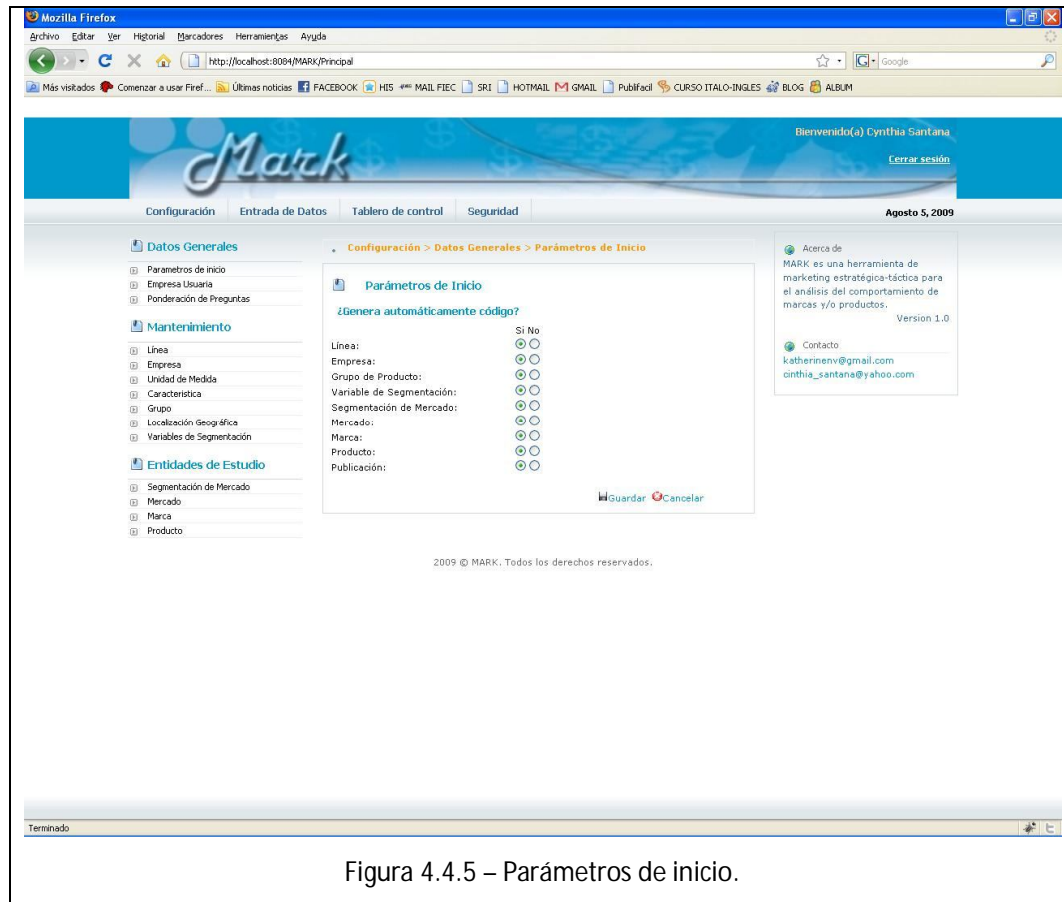 Mozilla Firefox
Archivo Editar Ver Historial Marcadores Herramientas Ayuda
http://localhost:8084/MARK/Principal
Google
Más visitados Comenzar a usar Firef... Últimas noticias FACEBOOK HI5 MAIL FIEC SRI HOTMAIL GMAIL Publifacil CURSO ITALO-INGLES BLOG ALBUM
Mark
Bienvenido(a) Cynthia Santana
Cerrar sesión
Configuración Entrada de Datos Tablero de control Seguridad
Agosto 5, 2009
Datos Generales
Parametros de inicio
Empresa Usuaria
Ponderación de Preguntas
Mantenimiento
Línea
Empresa
Unidad de Medida
Caracteristica
Grupo
Localización Geográfica
Variables de Segmentación
Entidades de Estudio
Segmentación de Mercado
Mercado
Marca
Producto
Configuración > Datos Generales > Parámetros de Inicio
Parámetros de Inicio
¿Genera automáticamente código?
Si No
Línea:
Empresa:
Grupo de Producto:
Variable de Segmentación:
Segmentación de Mercado:
Mercado:
Marca:
Producto:
Publicación:
Guardar Cancelar
Acerca de
MARK es una herramienta de
marketing estratégica-táctica para
el análisis del comportamiento de
marcas y/o productos.
Version 1.0
Contacto
katherinenv@gmail.com
cinthia_santana@yahoo.com
2009 © MARK. Todos los derechos reservados.
Terminado
Figura 4.4.5 – Parámetros de inicio.